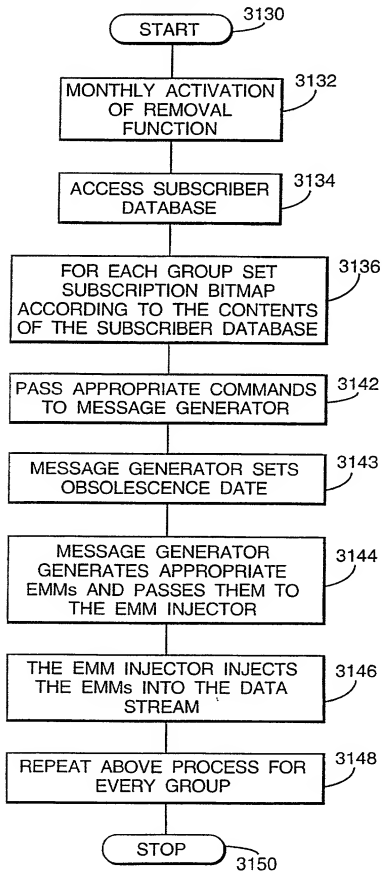 START
3130
MONTHLY ACTIVATION
OF REMOVAL
FUNCTION
3132
ACCESS SUBSCRIBER
DATABASE
3134
FOR EACH GROUP SET
SUBSCRIPTION BITMAP
ACCORDING TO THE CONTENTS
OF THE SUBSCRIBER DATABASE
3136
PASS APPROPRIATE COMMANDS
TO MESSAGE GENERATOR
3142
MESSAGE GENERATOR SETS
OBSOLESCENCE DATE
3143
MESSAGE GENERATOR
GENERATES APPROPRIATE
EMMs AND PASSES THEM TO
THE EMM INJECTOR
3144
THE EMM INJECTOR INJECTS
THE EMMs INTO THE DATA
STREAM
3146
REPEAT ABOVE PROCESS FOR
EVERY GROUP
3148
STOP
3150